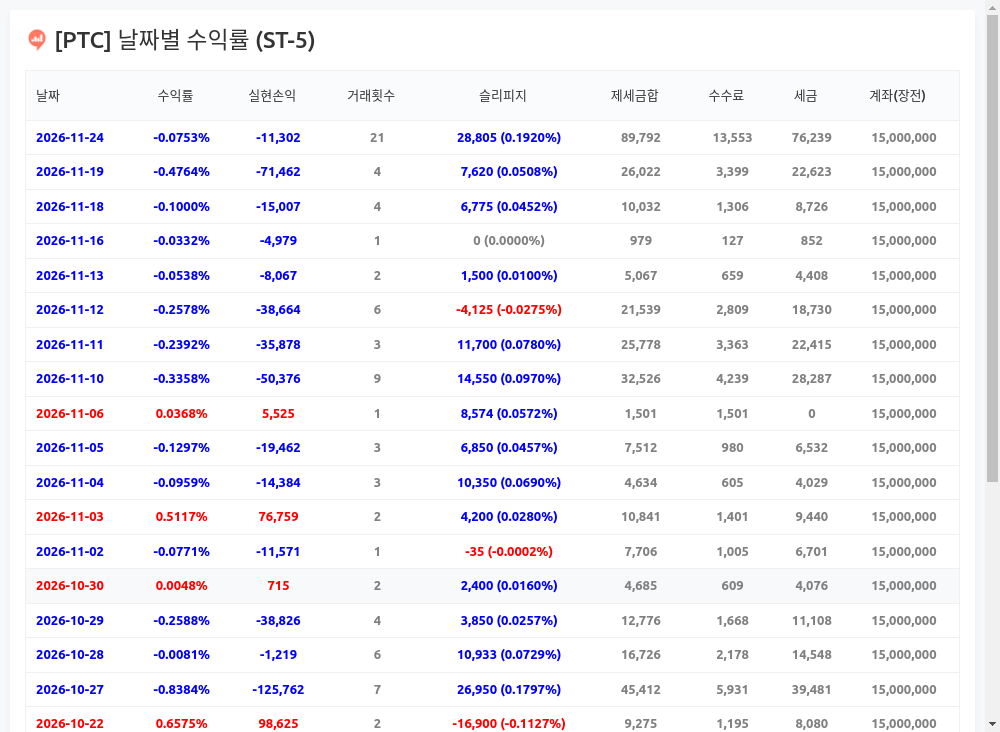 [PTC] 날짜별 수익률 (ST-5)
날짜 수익률 실현손익 거래횟수 슬리피지 제세금합 수수료 세금 계좌(장전)
2026-11-24 -0.0753% -11,302 21 28,805 (0.1920%) 89,792 13,553 76,239 15,000,000
2026-11-19 -0.4764% -71,462 4 7,620 (0.0508%) 26,022 3,399 22,623 15,000,000
2026-11-18 -0.1000% -15,007 4 6,775 (0.0452%) 10,032 1,306 8,726 15,000,000
2026-11-16 -0.0332% -4,979 1 0 (0.0000%) 979 127 852 15,000,000
2026-11-13 -0.0538% -8,067 2 1,500 (0.0100%) 5,067 659 4,408 15,000,000
2026-11-12 -0.2578% -38,664 6 -4,125 (-0.0275%) 21,539 2,809 18,730 15,000,000
2026-11-11 -0.2392% -35,878 3 11,700 (0.0780%) 25,778 3,363 22,415 15,000,000
2026-11-10 -0.3358% -50,376 9 14,550 (0.0970%) 32,526 4,239 28,287 15,000,000
2026-11-06 0.0368% 5,525 1 8,574 (0.0572%) 1,501 1,501 0 15,000,000
2026-11-05 -0.1297% -19,462 3 6,850 (0.0457%) 7,512 980 6,532 15,000,000
2026-11-04 -0.0959% -14,384 3 10,350 (0.0690%) 4,634 605 4,029 15,000,000
2026-11-03 0.5117% 76,759 2 4,200 (0.0280%) 10,841 1,401 9,440 15,000,000
2026-11-02 -0.0771% -11,571 1 -35 (-0.0002%) 7,706 1,005 6,701 15,000,000
2026-10-30 0.0048% 715 2 2,400 (0.0160%) 4,685 609 4,076 15,000,000
2026-10-29 -0.2588% -38,826 4 3,850 (0.0257%) 12,776 1,668 11,108 15,000,000
2026-10-28 -0.0081% -1,219 6 10,933 (0.0729%) 16,726 2,178 14,548 15,000,000
2026-10-27 -0.8384% -125,762 7 26,950 (0.1797%) 45,412 5,931 39,481 15,000,000
2026-10-22 0.6575% 98,625 2 -16,900 (-0.1127%) 9,275 1,195 8,080 15,000,000